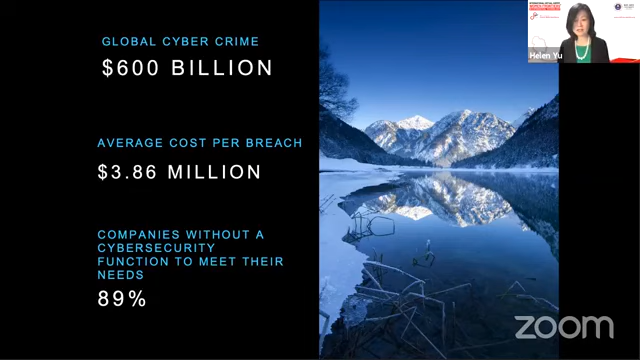 GLOBAL CYBER CRIME
$600 BILLION
AVERAGE COST PER BREACH
$3.86 MILLION
COMPANIES WITHOUT A
CYBERSECURITY
FUNCTION TO MEET THEIR
NEEDS
89%
Helen Yu
zoom